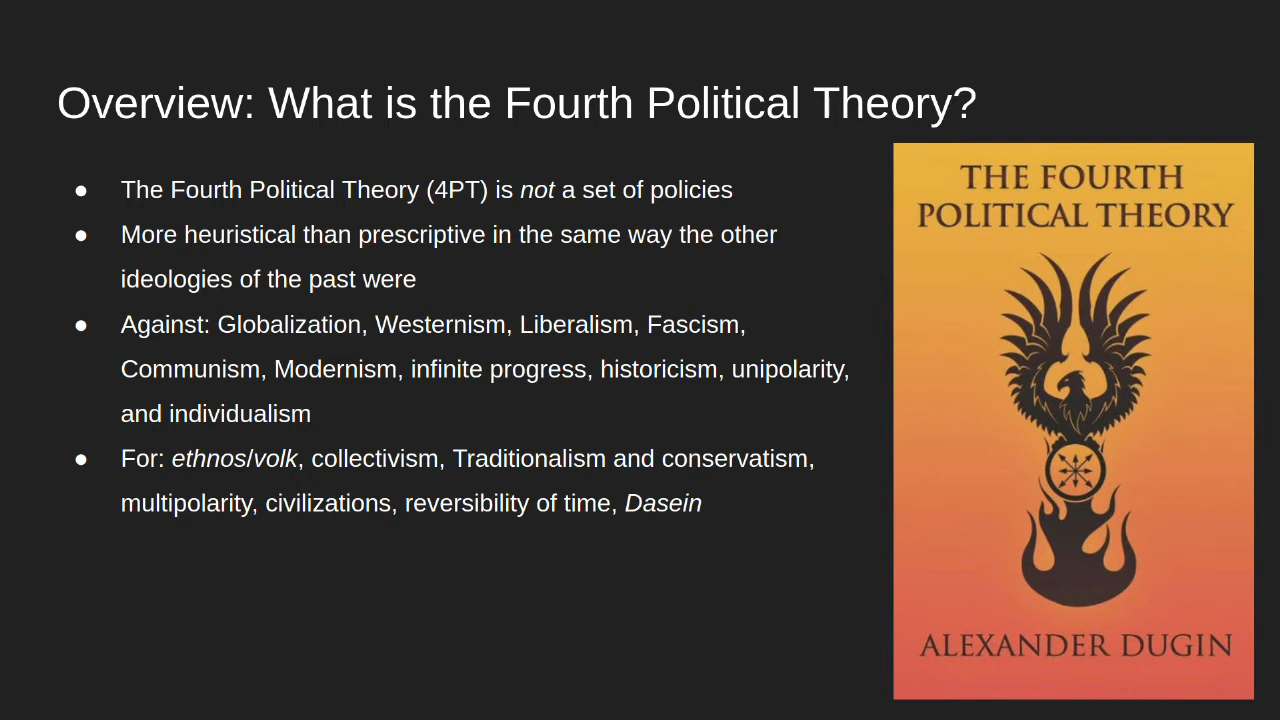 Overview: What is the Fourth Political Theory?
● The Fourth Political Theory (4PT) is not a set of policies
● More heuristical than prescriptive in the same way the other
ideologies of the past were
● Against: Globalization, Westernism, Liberalism, Fascism,
Communism, Modernism, infinite progress, historicism, unipolarity,
and individualism
● For: ethnos/volk, collectivism, Traditionalism and conservatism,
multipolarity, civilizations, reversibility of time, Dasein
THE FOURTH
POLITICAL THEORY
ALEXANDER DUGIN